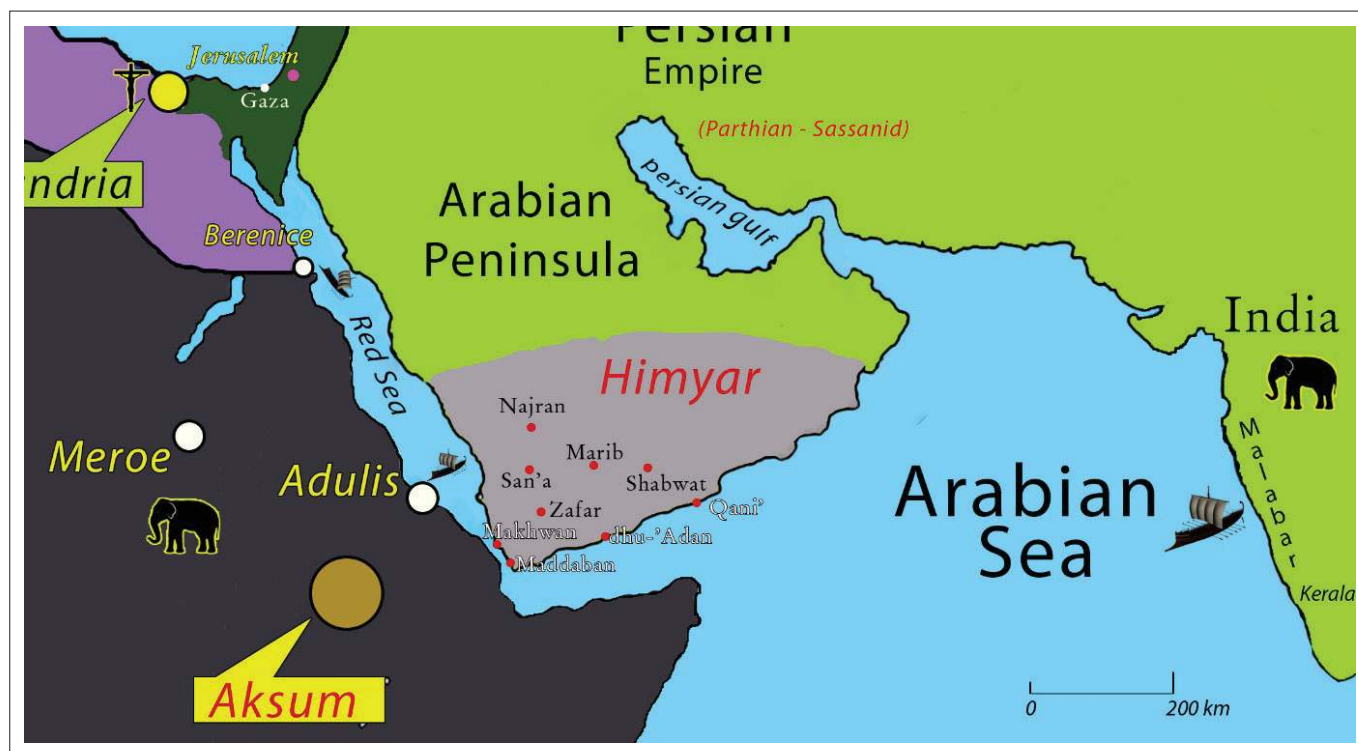 Persian
Empire
(Parthian - Sassanid)
Jerusalem
Gaza
ndria
persian gulf
Arabian
Peninsula
Berenice
Red Sea
India
Himyar
Najran
Marib
San'a
Shabwat
Meroe
Adulis
Zafar
Qani'
Makhwan
dhu-'Adan
Maddaban
Arabian
Sea
Malabar
Kerala
Aksum
0 200 km